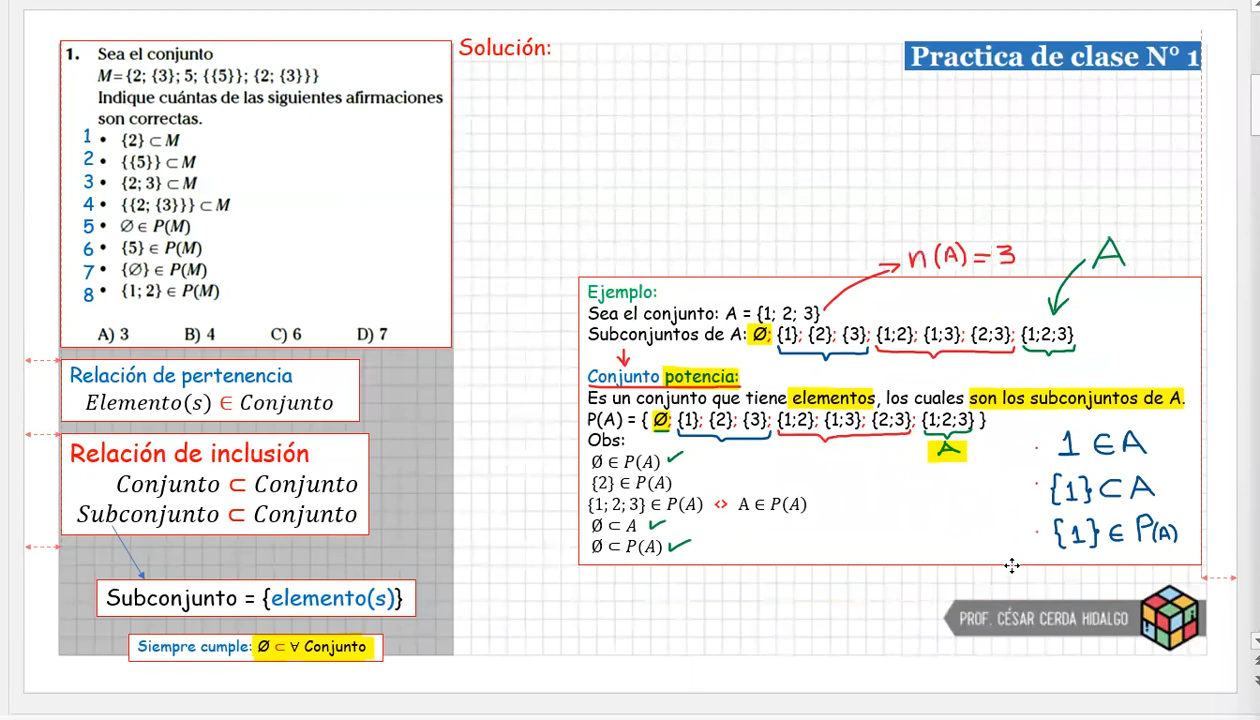 1. Sea el conjunto
M={2; {3}; 5; {{5}}; {2; {3}}}
Indique cuántas de las siguientes afirmaciones
son correctas.
1 • {2} ⊂ M
2 • {{5}} ⊂ M
3 • {2; 3} ⊂ M
4 • {{2; {3}}} ⊂ M
5 • ∅ ∈ P(M)
6 • {5} ∈ P(M)
7 • {∅} ∈ P(M)
8 • {1; 2} ∈ P(M)
A) 3 B) 4 C) 6 D) 7
Relación de pertenencia
Elemento(s) ∈ Conjunto
Relación de inclusión
Conjunto ⊂ Conjunto
Subconjunto ⊂ Conjunto
Subconjunto = {elemento(s)}
Siempre cumple: Ø ⊂ ∀ Conjunto
Solución:
Practica de clase N° 1
n(A) = 3
A
Ejemplo:
Sea el conjunto: A = {1; 2; 3}
Subconjuntos de A: Ø; {1}; {2}; {3}; {1;2}; {1;3}; {2;3}; {1;2;3}
Conjunto potencia:
Es un conjunto que tiene elementos, los cuales son los subconjuntos de A.
P(A) = { Ø; {1}; {2}; {3}; {1;2}; {1;3}; {2;3}; {1;2;3} }
A
Obs:
Ø ∈ P(A) ✓
{2} ∈ P(A)
{1; 2; 3} ∈ P(A) <> A ∈ P(A)
Ø ⊂ A ✓
Ø ⊂ P(A) ✓
1 ∈ A
{1} ⊂ A
{1} ∈ P(A)
PROF. CÉSAR CERDA HIDALGO